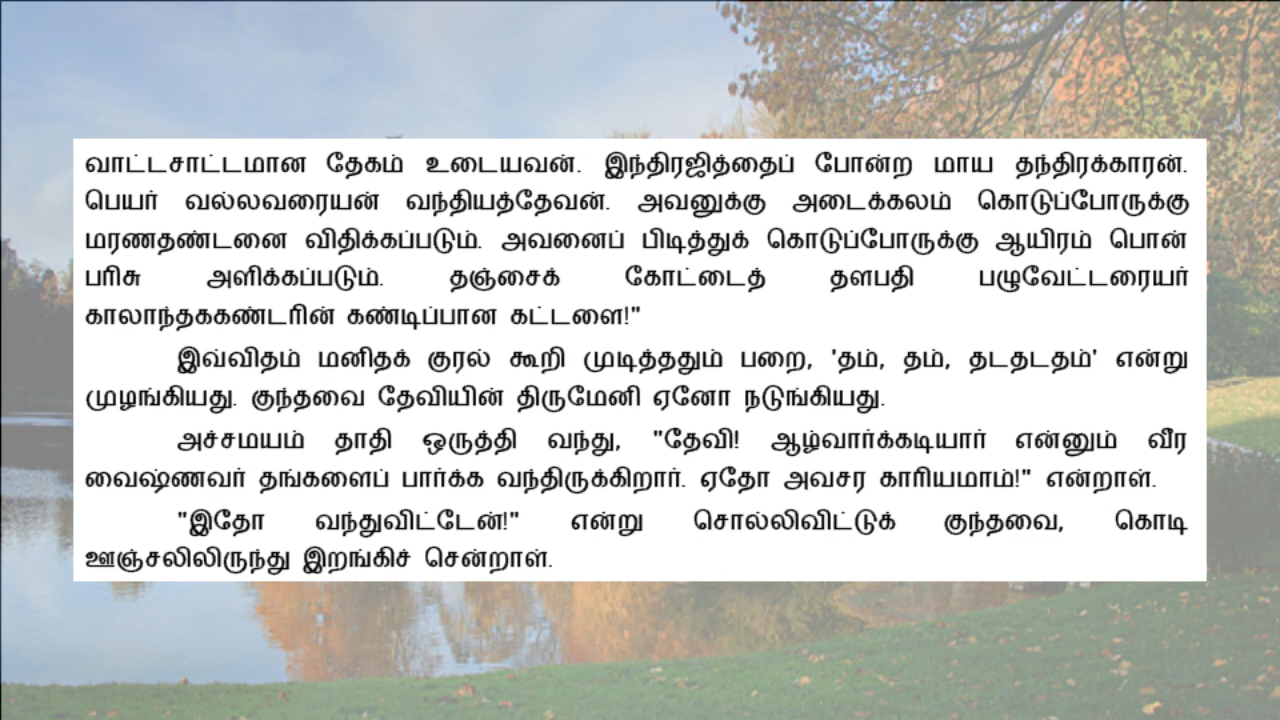 வாட்டசாட்டமான தேகம் உடையவன். இந்திரஜித்தைப் போன்ற மாய தந்திரக்காரன்.
பெயர் வல்லவரையன் வந்தியத்தேவன். அவனுக்கு அடைக்கலம் கொடுப்போருக்கு
மரணதண்டனை விதிக்கப்படும். அவனைப் பிடித்துக் கொடுப்போருக்கு ஆயிரம் பொன்
பரிசு அளிக்கப்படும். தஞ்சைக் கோட்டைத் தளபதி பழுவேட்டரையர்
காலாந்தககண்டரின் கண்டிப்பான கட்டளை!"
இவ்விதம் மனிதக் குரல் கூறி முடித்ததும் பறை, 'தம், தம், தடதடதம்' என்று
முழங்கியது. குந்தவை தேவியின் திருமேனி ஏனோ நடுங்கியது.
அச்சமயம் தாதி ஒருத்தி வந்து, "தேவி! ஆழ்வார்க்கடியார் என்னும் வீர
வைஷ்ணவர் தங்களைப் பார்க்க வந்திருக்கிறார். ஏதோ அவசர காரியமாம்!" என்றாள்.
"இதோ வந்துவிட்டேன்!" என்று சொல்லிவிட்டுக் குந்தவை, கொடி
ஊஞ்சலிலிருந்து இறங்கிச் சென்றாள்.